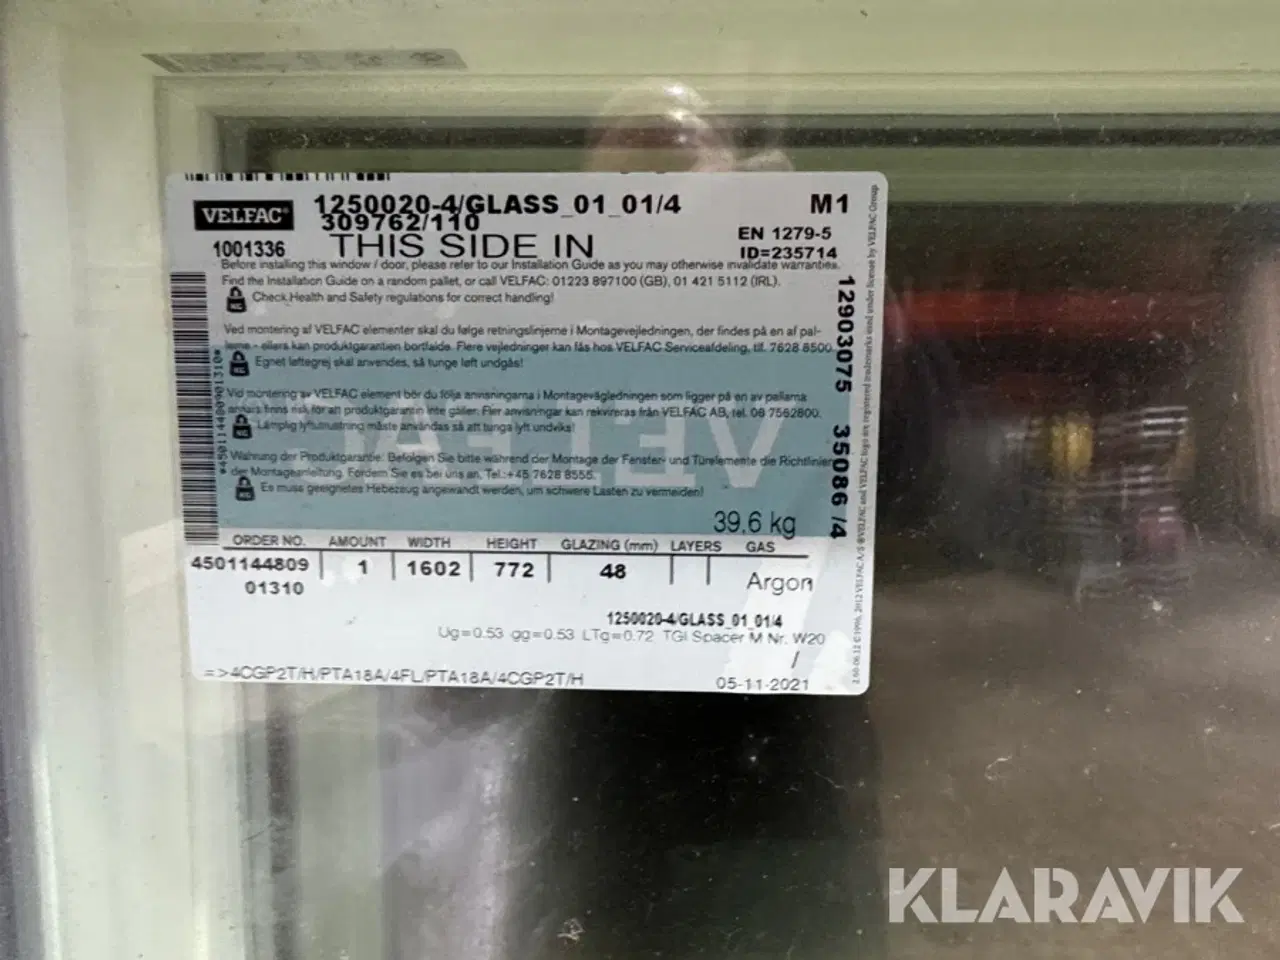 VELFAC®
1250020-4/GLASS_01_01/4
M1
309762/110
EN 1279-5
1001336
THIS SIDE IN
ID=235714
Before installing this window / door, please refer to our Installation Guide as you may otherwise invalidate warranties.
Find the Installation Guide on a random pallet, or call VELFAC: 01223 897100 (GB), 01 421 5112 (IRL).
KG Check Health and Safety regulations for correct handling!
Ved montering af VELFAC elementer skal du følge retningslinjerne i Montagevejledningen, der findes på en af pal-
lerne - ellers kan produktgarantien bortfalde. Flere vejledninger kan fås hos VELFAC Serviceafdeling, tlf. 7628 8500.
KG Egnet løftegrej skal anvendes, så tunge løft undgås!
Vid montering av VELFAC element bör du följa anvisningarna i Montagevägledningen som ligger på en av pallarna
annars finns risk för att produktgarantin inte gäller. Fler anvisningar kan rekvireras från VELFAC AB, tel. 08 7562800.
KG Lämplig lyftutrustning måste användas så att tunga lyft undviks!
Wahrung der Produktgarantie: Befolgen Sie bitte während der Montage der Fenster- und Türelemente die Richtlinien
der Montageanleitung. Fordern Sie es bei uns an, Tel.:+45 7628 8555.
KG Es muss geeignetes Hebezeug angewandt werden, um schwere Lasten zu vermeiden!
*450114480901310*
12903075 35086 /4
39,6 kg
ORDER NO. AMOUNT WIDTH HEIGHT GLAZING (mm) LAYERS GAS
4501144809 1 1602 772 48 Argon
01310
1250020-4/GLASS_01_01/4
Ug=0.53 gg=0.53 LTg=0.72 TGI Spacer M Nr. W20
/
=>4CGP2T/H/PTA18A/4FL/PTA18A/4CGP2T/H
05-11-2021
KLARAVIK